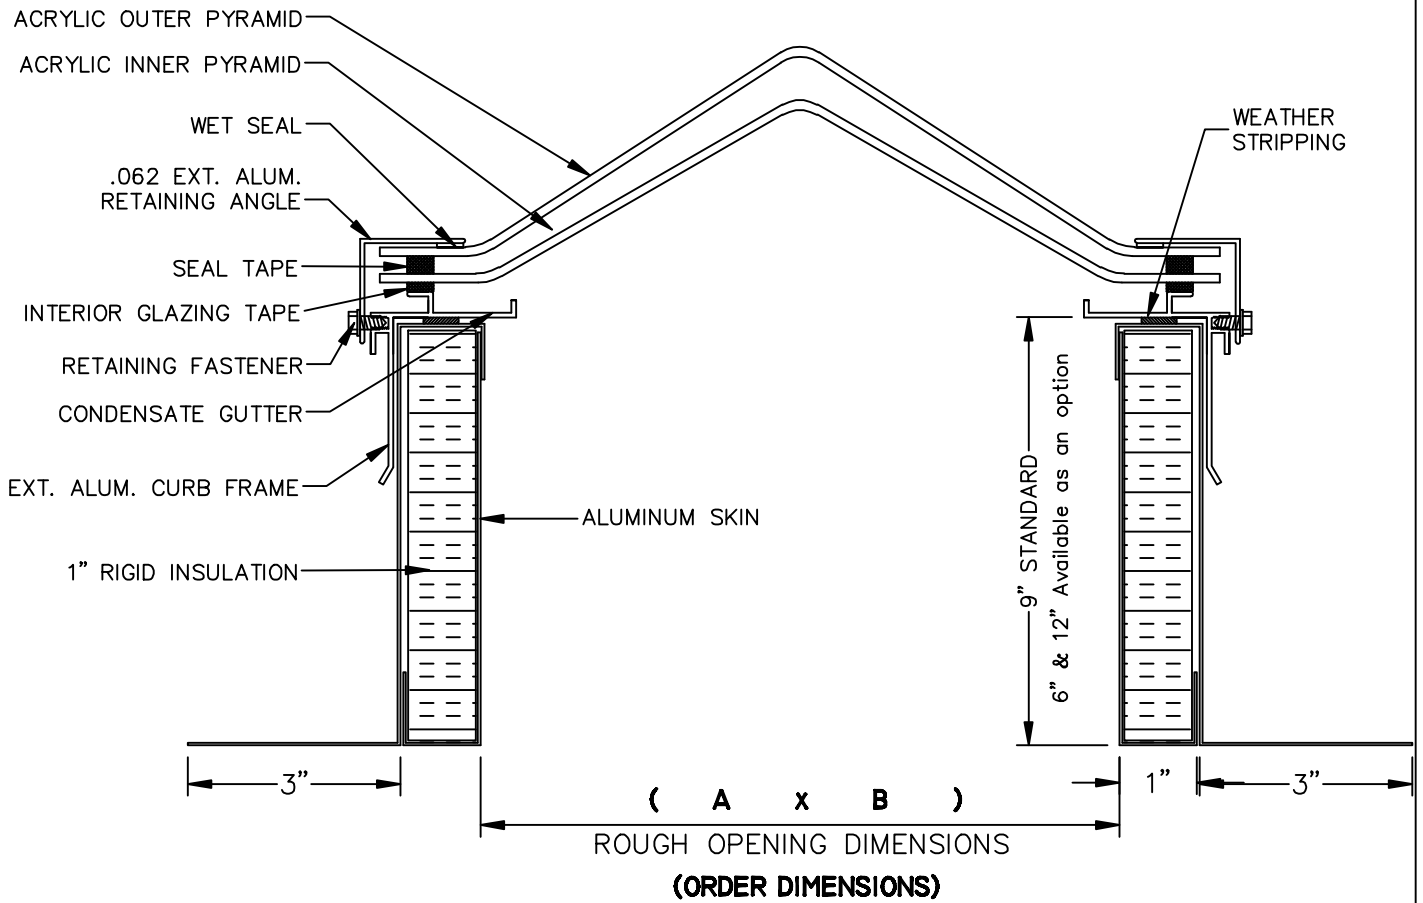 ACRYLIC OUTER PYRAMID
ACRYLIC INNER PYRAMID
WET SEAL
.062 EXT. ALUM.
RETAINING ANGLE
SEAL TAPE
INTERIOR GLAZING TAPE
RETAINING FASTENER
CONDENSATE GUTTER
EXT. ALUM. CURB FRAME
1" RIGID INSULATION
WEATHER
STRIPPING
ALUMINUM SKIN
9" STANDARD
6" & 12" Available as an option
3"
1"
3"
( A x B )
ROUGH OPENING DIMENSIONS
(ORDER DIMENSIONS)